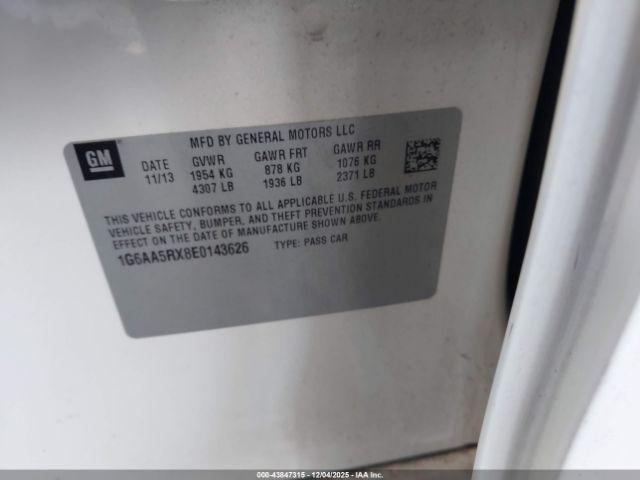 MFD BY GENERAL MOTORS LLC
GM
DATE GVWR GAWR FRT GAWR RR
11/13 1954 KG 878 KG 1076 KG
4307 LB 1936 LB 2371 LB
THIS VEHICLE CONFORMS TO ALL APPLICABLE U.S. FEDERAL MOTOR
VEHICLE SAFETY, BUMPER, AND THEFT PREVENTION STANDARDS IN
EFFECT ON THE DATE OF MANUFACTURE SHOWN ABOVE.
1G6AA5RX8E0143626 TYPE: PASS CAR
000-43847315 - 12/04/2025 - IAA Inc.